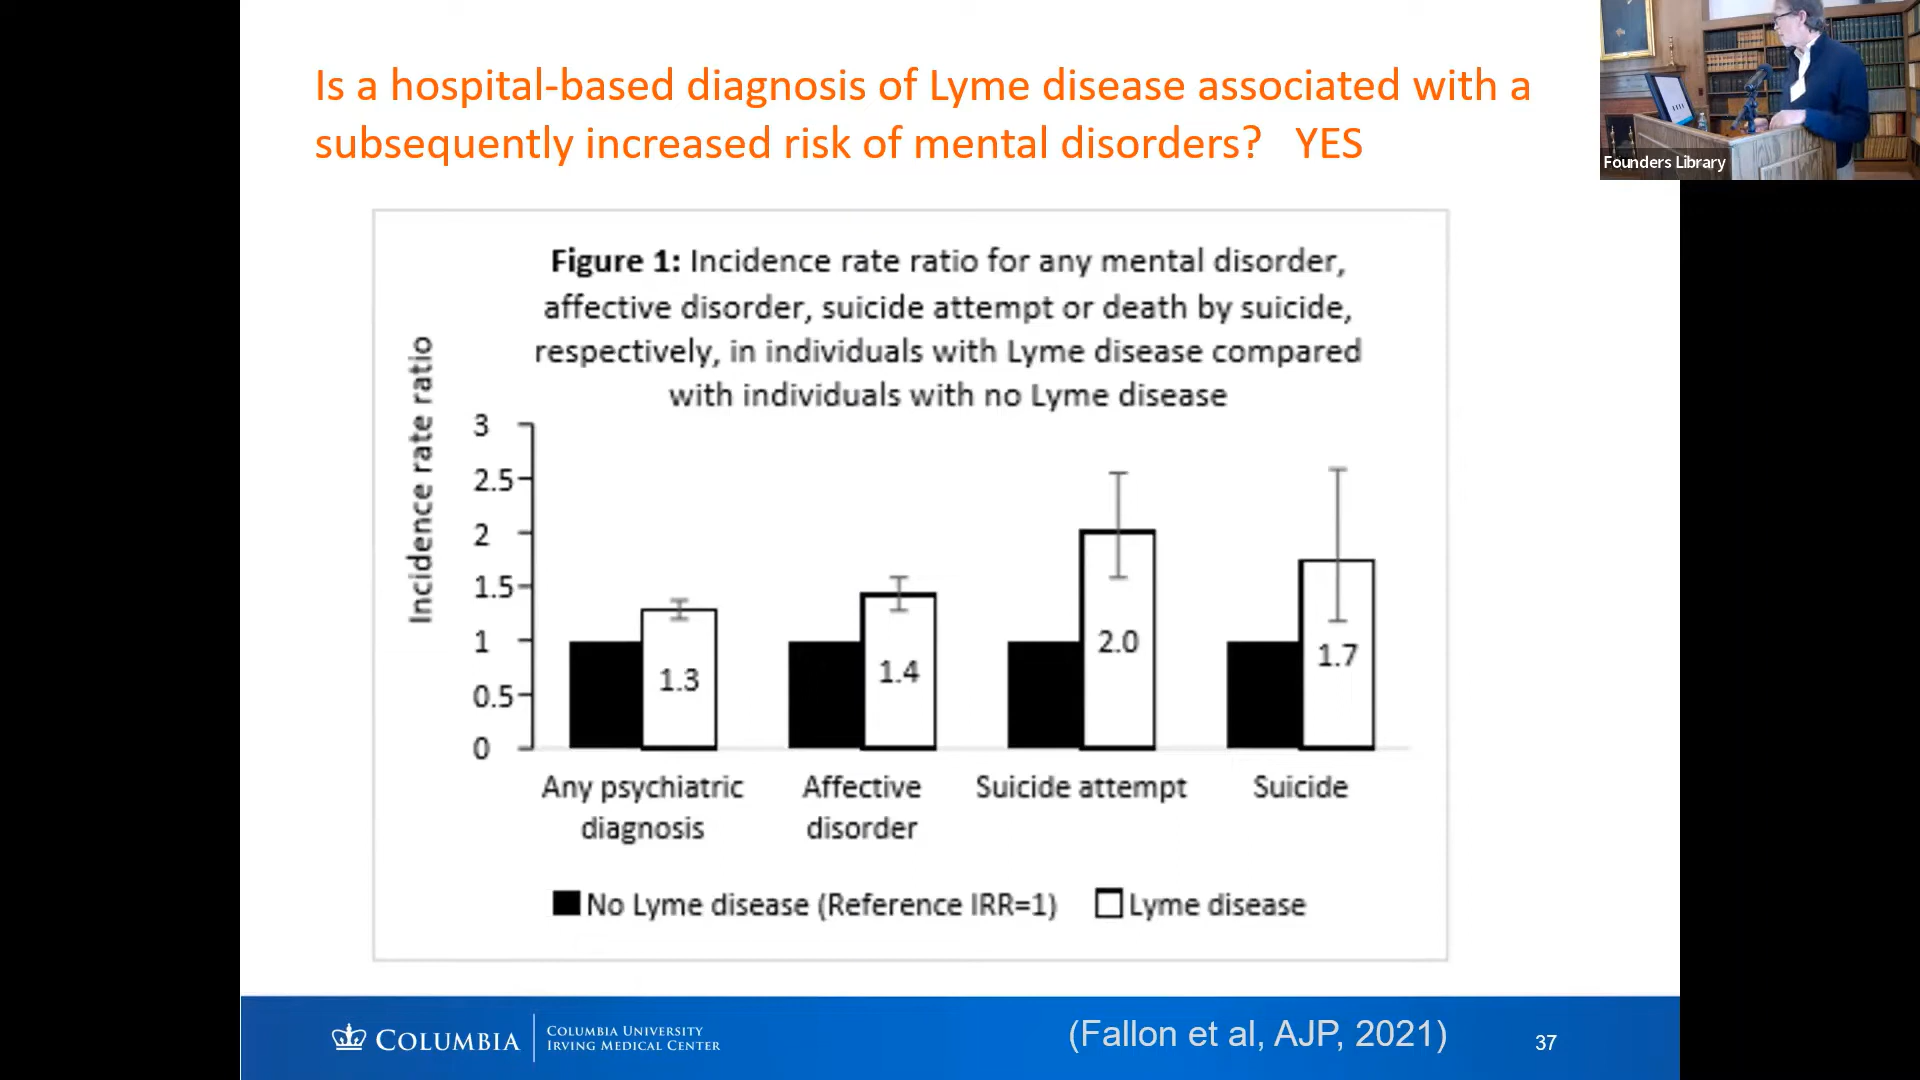 Is a hospital-based diagnosis of Lyme disease associated with a
subsequently increased risk of mental disorders? YES
Founders Library
Figure 1: Incidence rate ratio for any mental disorder,
affective disorder, suicide attempt or death by suicide,
respectively, in individuals with Lyme disease compared
with individuals with no Lyme disease
Incidence rate ratio
3
2.5
2
1.5
1
0.5
0
1.3
1.4
2.0
1.7
Any psychiatric
diagnosis
Affective
disorder
Suicide attempt
Suicide
No Lyme disease (Reference IRR=1)
Lyme disease
COLUMBIA
COLUMBIA UNIVERSITY
IRVING MEDICAL CENTER
(Fallon et al, AJP, 2021)
37